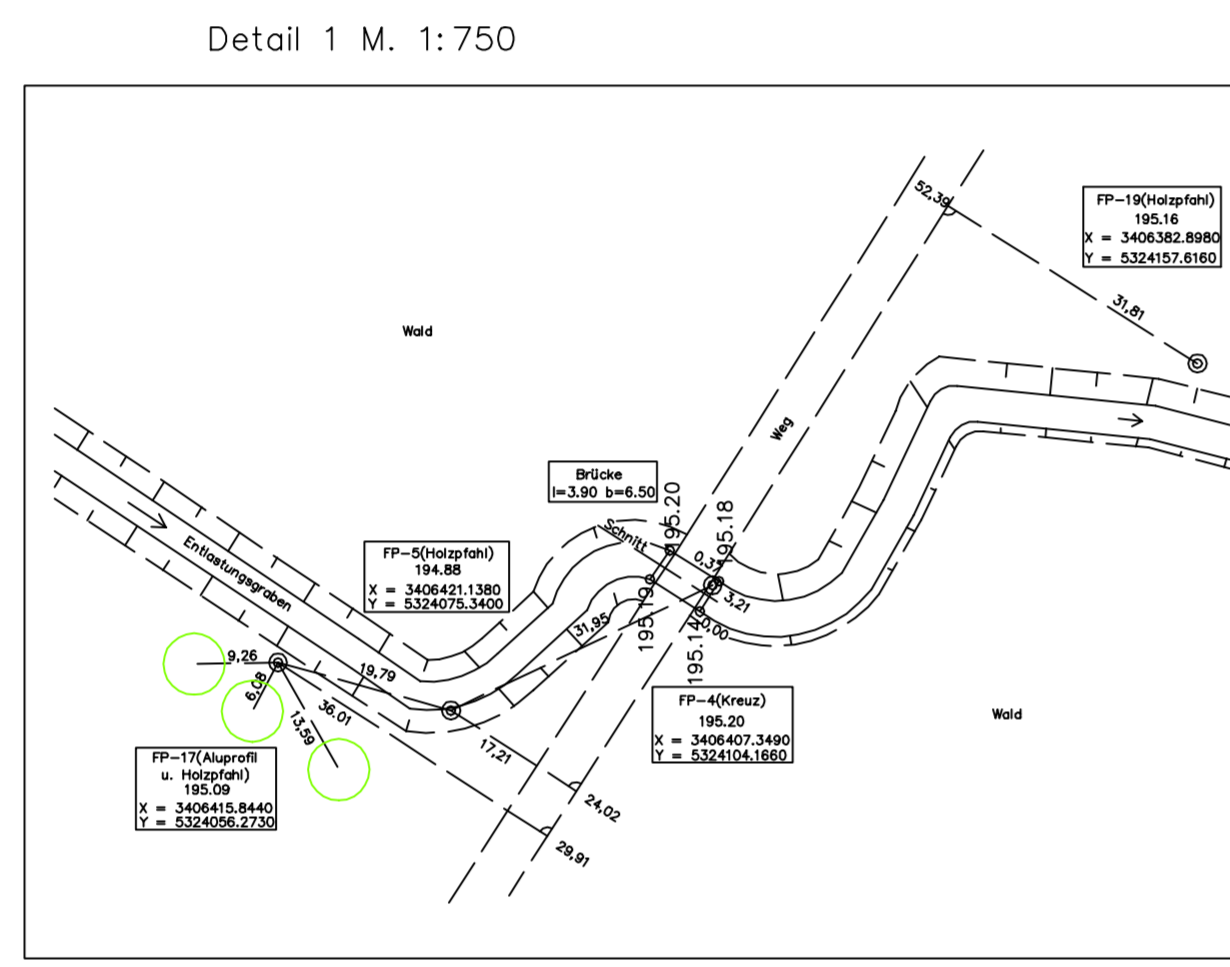 Detail 1 M. 1:750
52,39
FP-19(Holzpfahl)
195.16
X = 3406382.8980
Y = 5324157.6160
31,81
Wald
Weg
Brücke
l=3.90 b=6.50
195.20
195.18
Schnitt
0,37
3,21
0,00
195.19
195.14
FP-5(Holzpfahl)
194.88
X = 3406421.1380
Y = 5324075.3400
Entlastungsgraben
31,95
9,26
6,08
19,79
36.01
13,59
17,21
24,02
29,91
FP-4(Kreuz)
195.20
X = 3406407.3490
Y = 5324104.1660
Wald
FP-17(Aluprofil
u. Holzpfahl)
195.09
X = 3406415.8440
Y = 5324056.2730